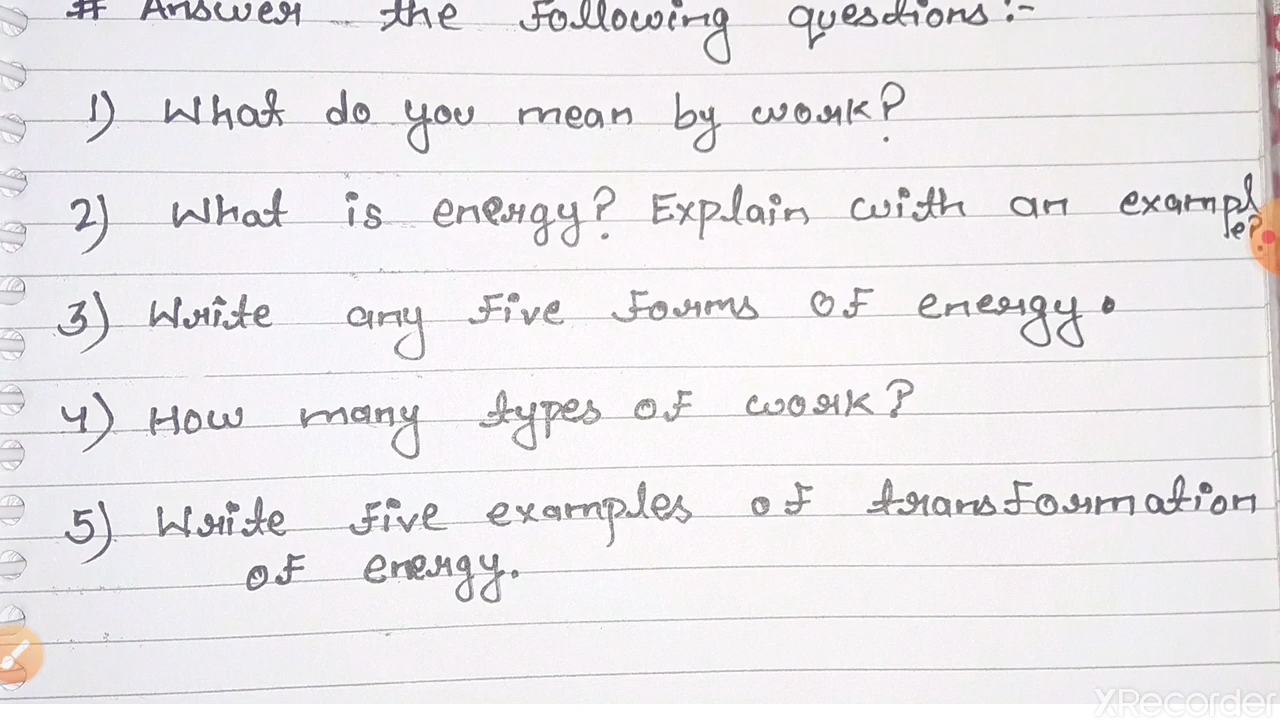 # Answer the following questions :-
1) What do you mean by work?
2) What is energy? Explain with an exampl
e?
3) Write any five forms of energy.
4) How many types of work?
5) Write five examples of transformation
of energy.
XRecorder